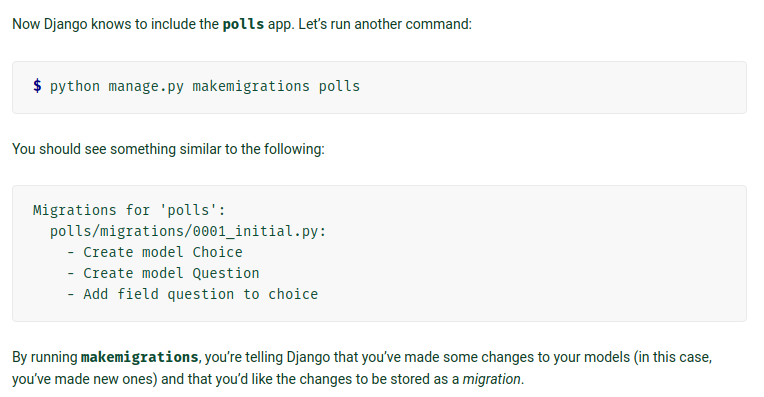 Now Django knows to include the polls app. Let’s run another command:
$ python manage.py makemigrations polls
You should see something similar to the following:
Migrations for 'polls':
  polls/migrations/0001_initial.py:
    - Create model Choice
    - Create model Question
    - Add field question to choice
By running makemigrations, you’re telling Django that you’ve made some changes to your models (in this case,
you’ve made new ones) and that you’d like the changes to be stored as a migration.